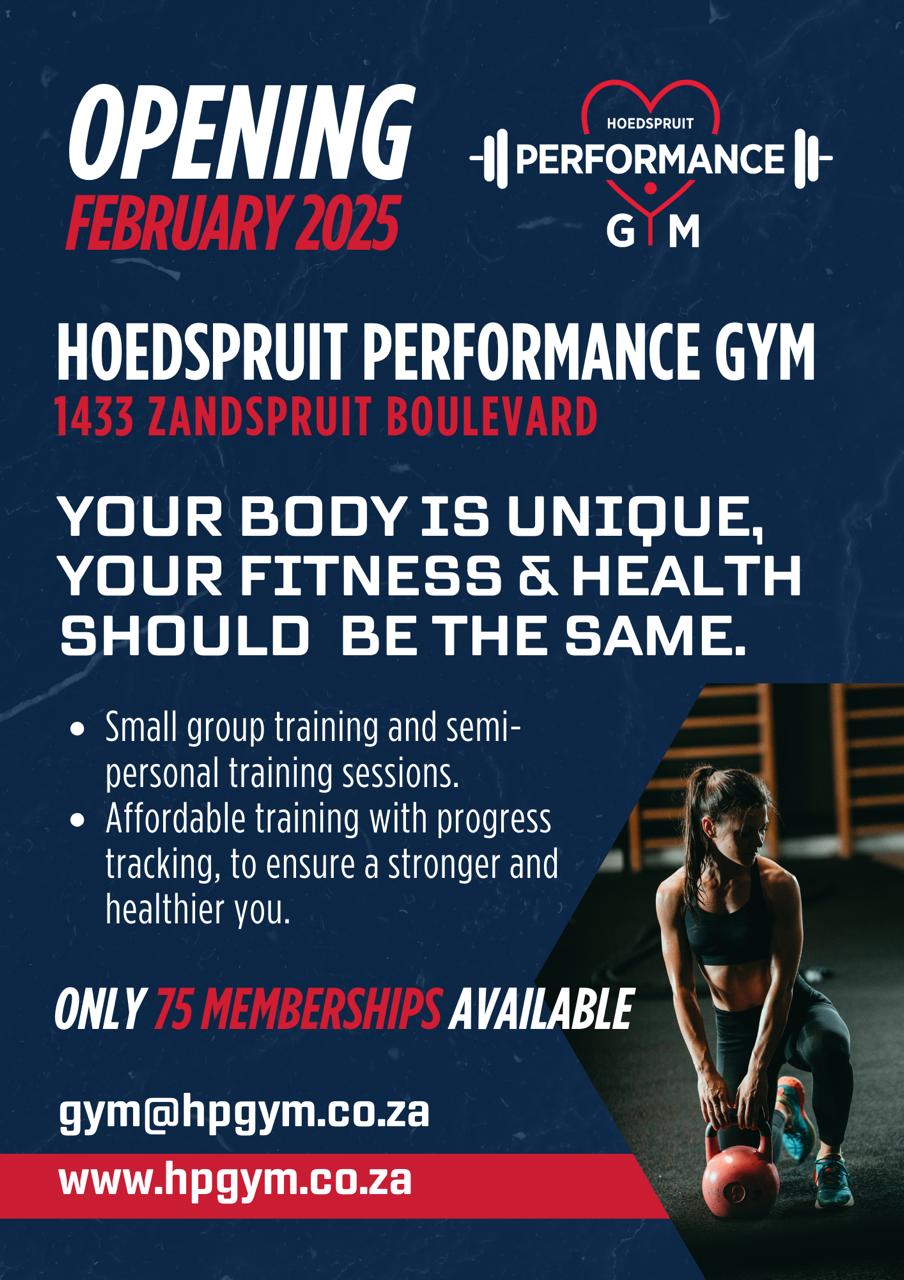 OPENING
FEBRUARY 2025
HOEDSPRUIT
PERFORMANCE
GYM
HOEDSPRUIT PERFORMANCE GYM
1433 ZANDSPRUIT BOULEVARD
YOUR BODY IS UNIQUE,
YOUR FITNESS & HEALTH
SHOULD BE THE SAME.
• Small group training and semi-
personal training sessions.
• Affordable training with progress
tracking, to ensure a stronger and
healthier you.
ONLY 75 MEMBERSHIPS AVAILABLE
gym@hpgym.co.za
www.hpgym.co.za